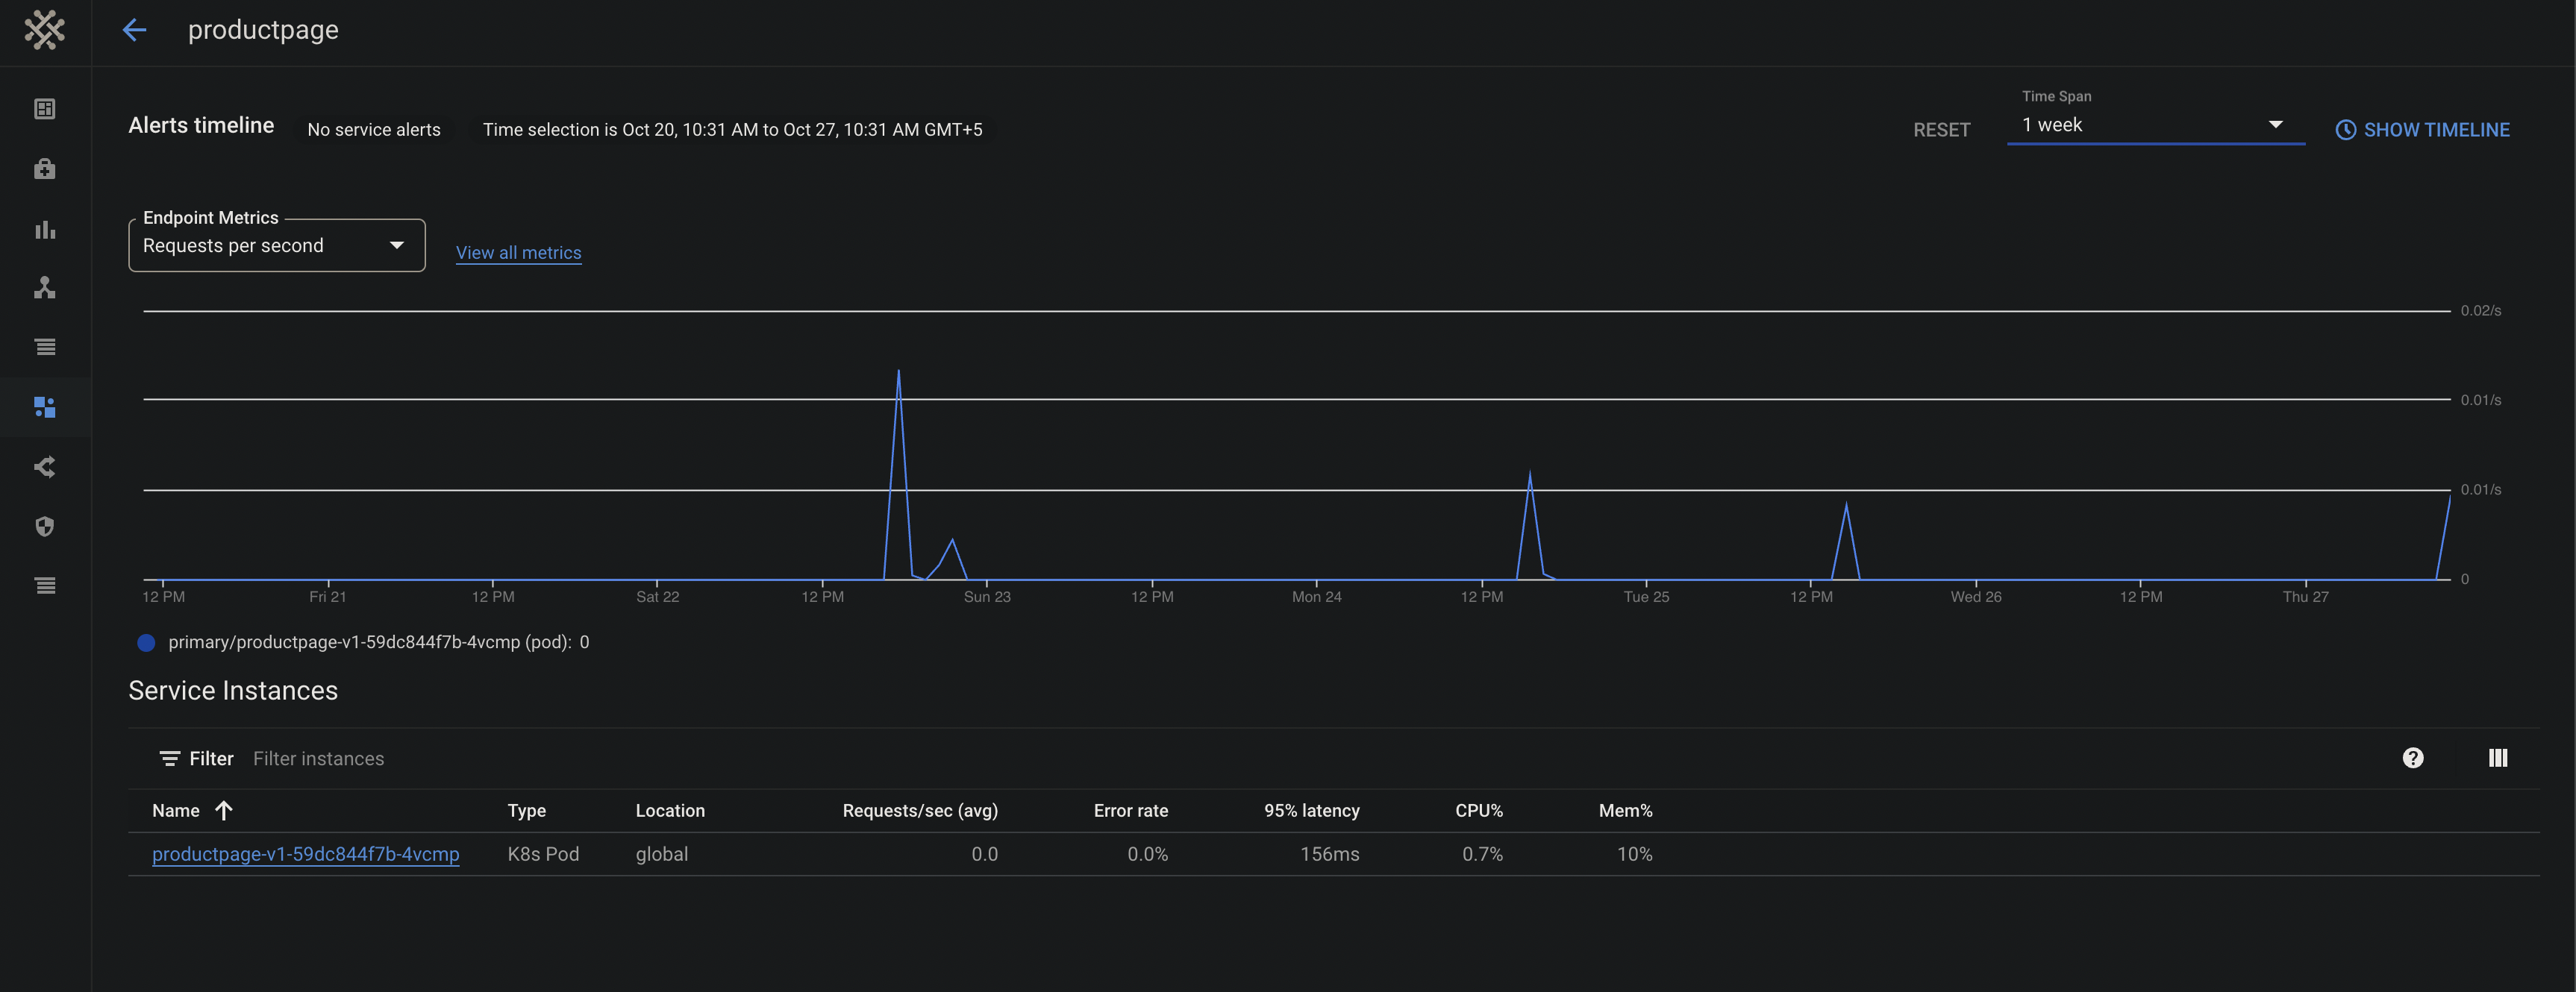 productpage
Alerts timeline No service alerts Time selection is Oct 20, 10:31 AM to Oct 27, 10:31 AM GMT+5 RESET
Time Span
1 week
SHOW TIMELINE
Endpoint Metrics
Requests per second
View all metrics
0.02/s
0.01/s
0.01/s
0
12 PM Fri 21 12 PM Sat 22 12 PM Sun 23 12 PM Mon 24 12 PM Tue 25 12 PM Wed 26 12 PM Thu 27
primary/productpage-v1-59dc844f7b-4vcmp (pod): 0
Service Instances
Filter Filter instances
Name Type Location Requests/sec (avg) Error rate 95% latency CPU% Mem%
productpage-v1-59dc844f7b-4vcmp K8s Pod global 0.0 0.0% 156ms 0.7% 10%